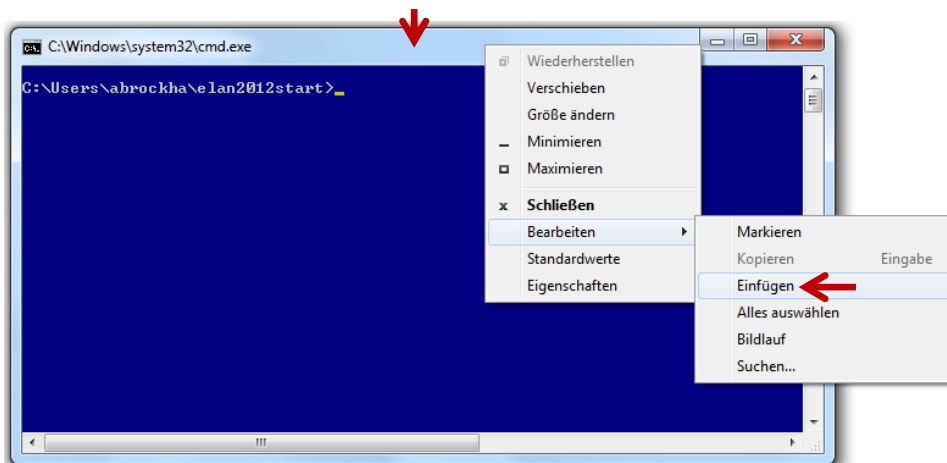 C:\Windows\system32\cmd.exe
C:\Users\abrockha\elan2012start>_
Wiederherstellen
Verschieben
Größe ändern
Minimieren
Maximieren
Schließen
Bearbeiten
Standardwerte
Eigenschaften
Markieren
Kopieren Eingabe
Einfügen
Alles auswählen
Bildlauf
Suchen...